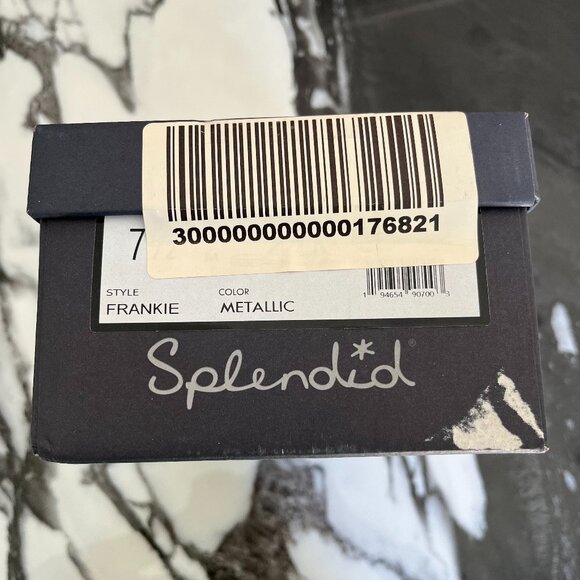 300000000000176821
7
STYLE COLOR
FRANKIE METALLIC
1 94654 90700 3
Splendid®